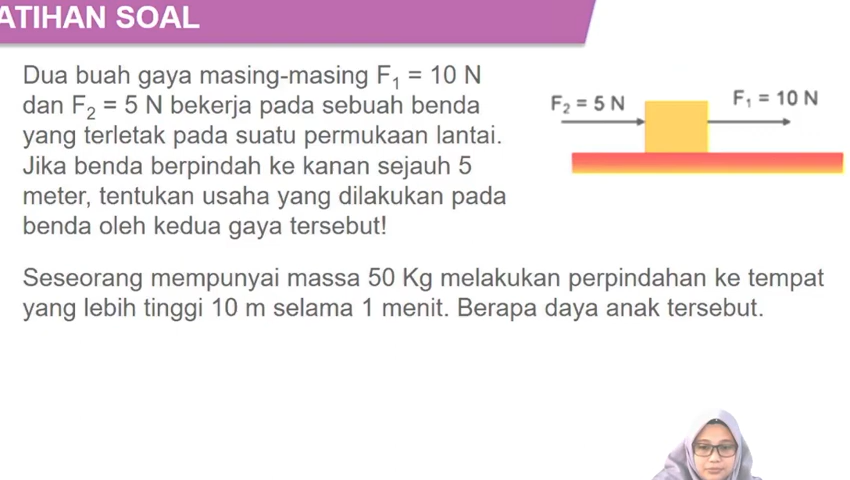 ATIHAN SOAL
Dua buah gaya masing-masing F₁ = 10 N
dan F₂ = 5 N bekerja pada sebuah benda
yang terletak pada suatu permukaan lantai.
Jika benda berpindah ke kanan sejauh 5
meter, tentukan usaha yang dilakukan pada
benda oleh kedua gaya tersebut!
F₂ = 5 N
F₁ = 10 N
Seseorang mempunyai massa 50 Kg melakukan perpindahan ke tempat
yang lebih tinggi 10 m selama 1 menit. Berapa daya anak tersebut.